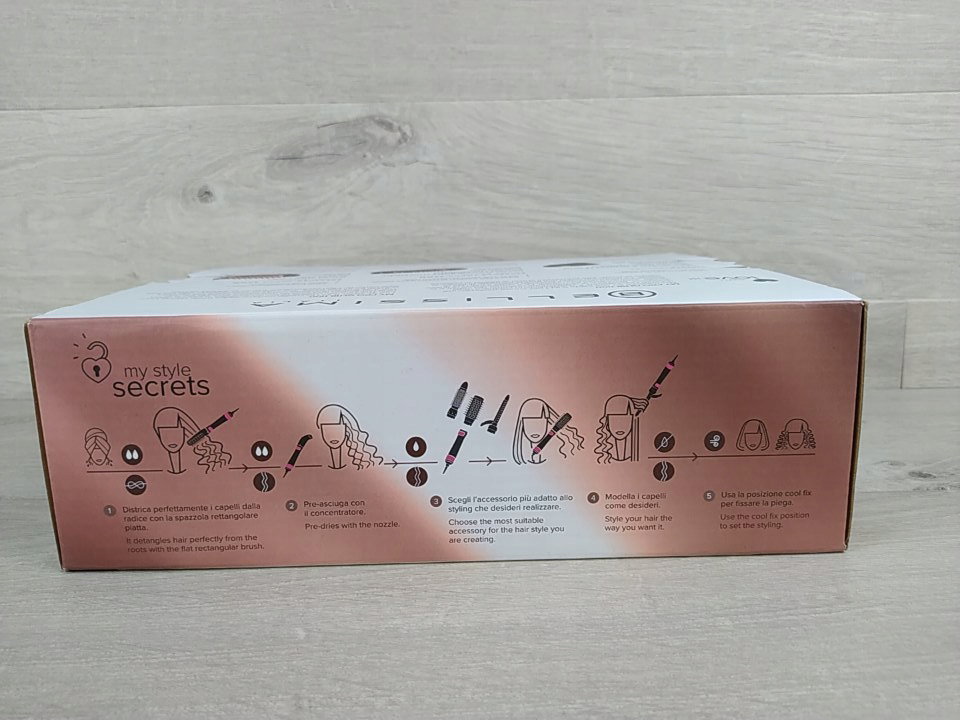 BELLISSIMA
my style
secrets
1
Districa perfettamente i capelli dalla
radice con la spazzola rettangolare
piatta.
It detangles hair perfectly from the
roots with the flat rectangular brush.
2
Pre-asciuga con
il concentratore.
Pre-dries with the nozzle.
3
Scegli l'accessorio più adatto allo
styling che desideri realizzare.
Choose the most suitable
accessory for the hair style you
are creating.
4
Modella i capelli
come desideri.
Style your hair the
way you want it.
5
Usa la posizione cool fix
per fissare la piega.
Use the cool fix position
to set the styling.